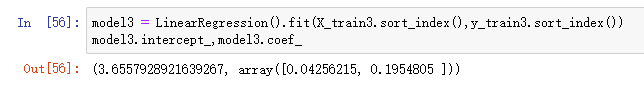 In [56]: model3 = LinearRegression().fit(X_train3.sort_index(),y_train3.sort_index())
model3.intercept_,model3.coef_
Out[56]: (3.6557928921639267, array([0.04256215, 0.1954805 ]))